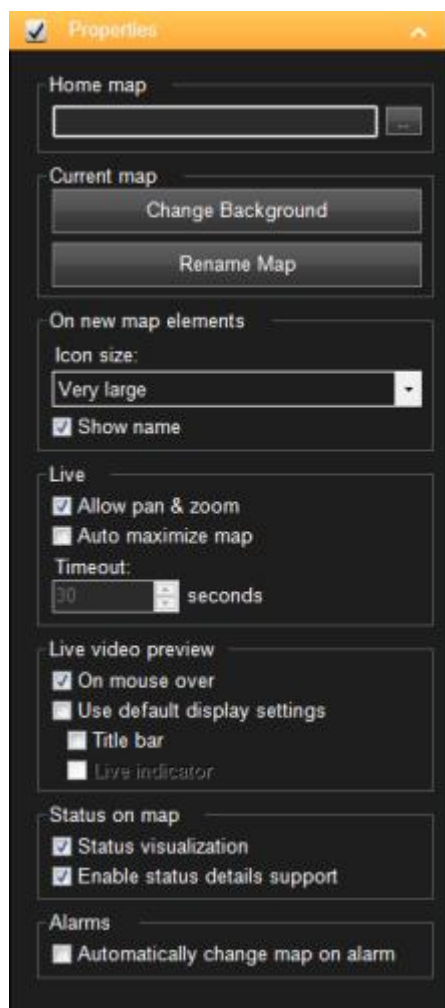 Properties
Home map
...
Current map
Change Background
Rename Map
On new map elements
Icon size:
Very large
Show name
Live
Allow pan & zoom
Auto maximize map
Timeout:
30 seconds
Live video preview
On mouse over
Use default display settings
Title bar
Live indicator
Status on map
Status visualization
Enable status details support
Alarms
Automatically change map on alarm